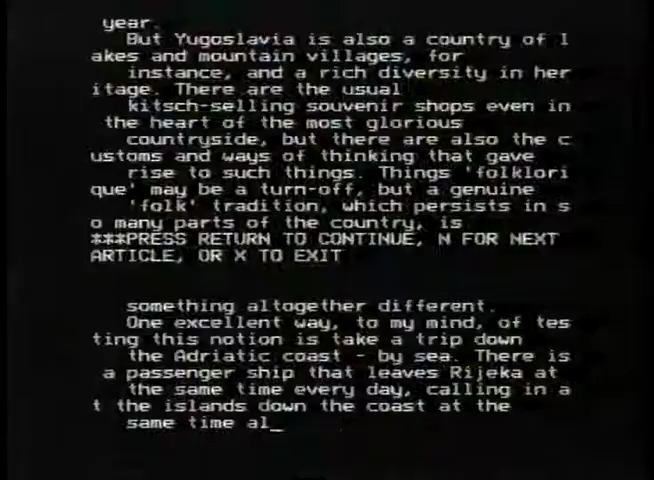 year.
But Yugoslavia is also a country of l
akes and mountain villages, for
instance, and a rich diversity in her
itage. There are the usual
kitsch-selling souvenir shops even in
the heart of the most glorious
countryside, but there are also the c
ustoms and ways of thinking that gave
rise to such things. Things 'folklori
que' may be a turn-off, but a genuine
'folk' tradition, which persists in s
o many parts of the country, is
***PRESS RETURN TO CONTINUE, N FOR NEXT
ARTICLE, OR X TO EXIT
something altogether different.
One excellent way, to my mind, of tes
ting this notion is take a trip down
the Adriatic coast - by sea. There is
a passenger ship that leaves Rijeka at
the same time every day, calling in a
t the islands down the coast at the
same time al_